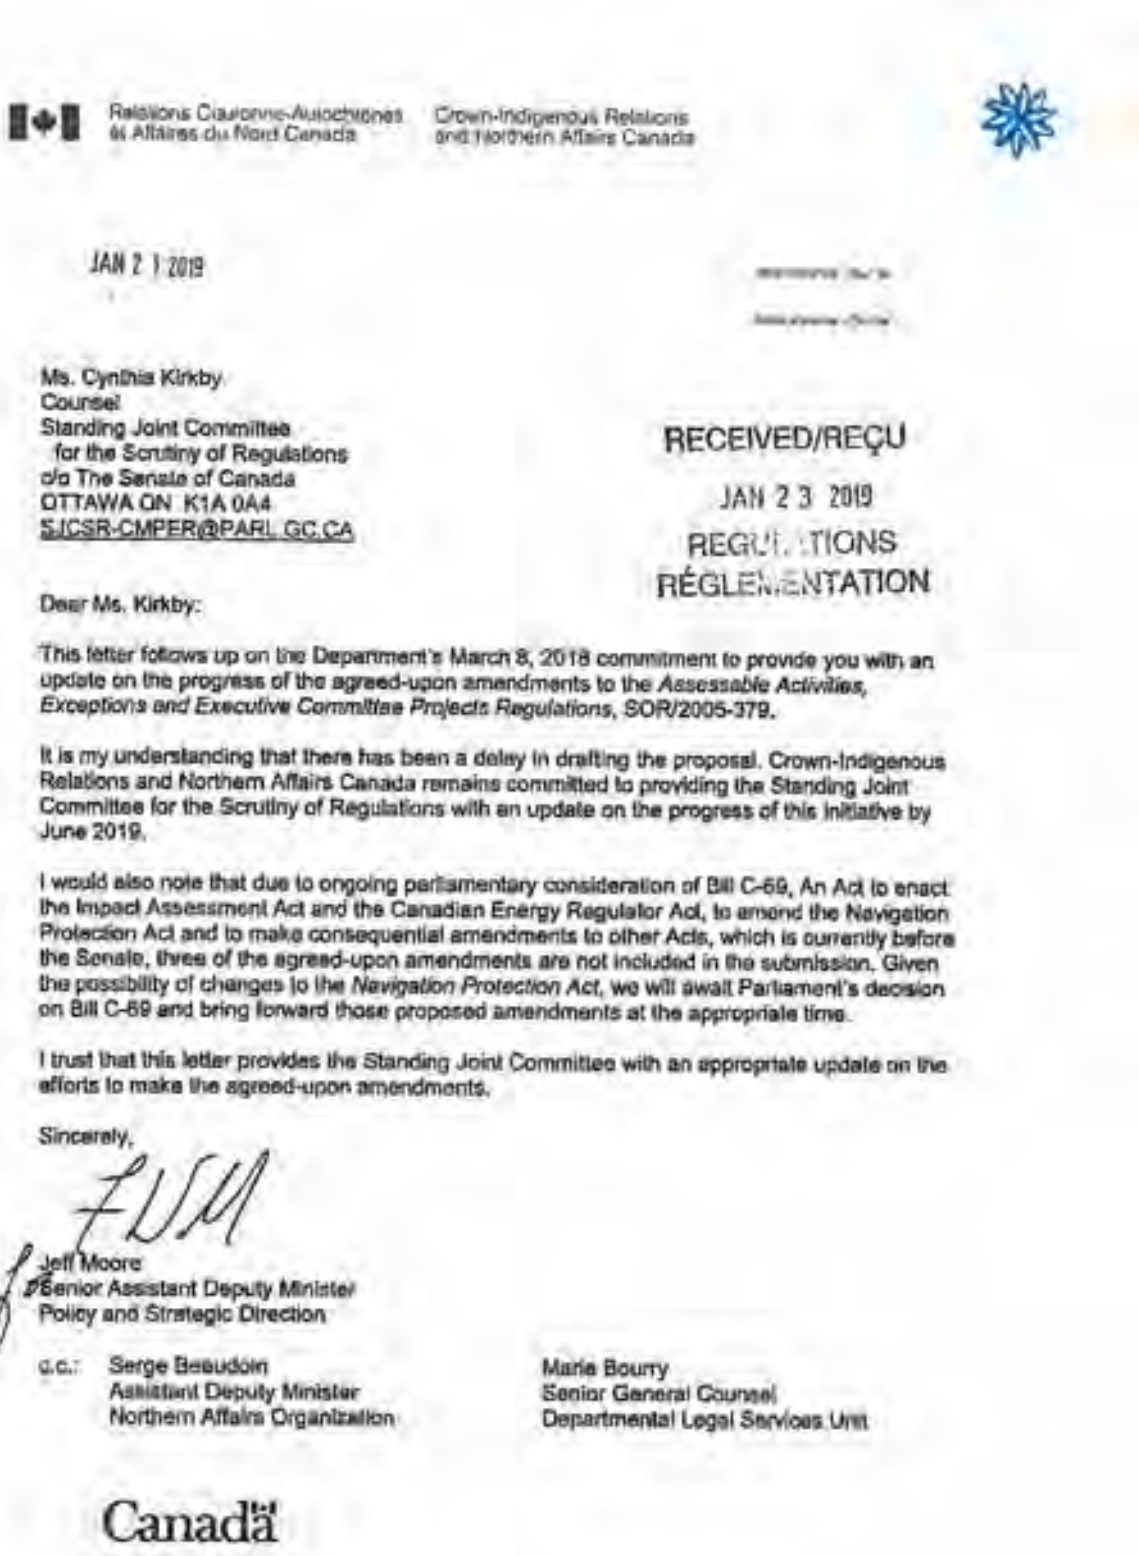 Relations Couronne-Autochtones
et Affaires du Nord Canada
Crown-Indigenous Relations
and Northern Affairs Canada
JAN 2 1 2019
Ms. Cynthia Kirkby
Counsel
Standing Joint Committee
for the Scrutiny of Regulations
c/o The Senate of Canada
OTTAWA ON K1A 0A4
SJCSR-CMPER@PARL.GC.CA
RECEIVED/REÇU
JAN 2 3 2019
REGULATIONS
RÉGLEMENTATION
Dear Ms. Kirkby:
This letter follows up on the Department's March 8, 2018 commitment to provide you with an
update on the progress of the agreed-upon amendments to the Assessable Activities,
Exceptions and Executive Committee Projects Regulations, SOR/2005-379.
It is my understanding that there has been a delay in drafting the proposal. Crown-Indigenous
Relations and Northern Affairs Canada remains committed to providing the Standing Joint
Committee for the Scrutiny of Regulations with an update on the progress of this initiative by
June 2019.
I would also note that due to ongoing parliamentary consideration of Bill C-69, An Act to enact
the Impact Assessment Act and the Canadian Energy Regulator Act, to amend the Navigation
Protection Act and to make consequential amendments to other Acts, which is currently before
the Senate, three of the agreed-upon amendments are not included in the submission. Given
the possibility of changes to the Navigation Protection Act, we will await Parliament's decision
on Bill C-69 and bring forward those proposed amendments at the appropriate time.
I trust that this letter provides the Standing Joint Committee with an appropriate update on the
efforts to make the agreed-upon amendments.
Sincerely,
Jeff Moore
Senior Assistant Deputy Minister
Policy and Strategic Direction
c.c.: Serge Beaudoin
Assistant Deputy Minister
Northern Affairs Organization
Marie Bourry
Senior General Counsel
Departmental Legal Services Unit
Canada